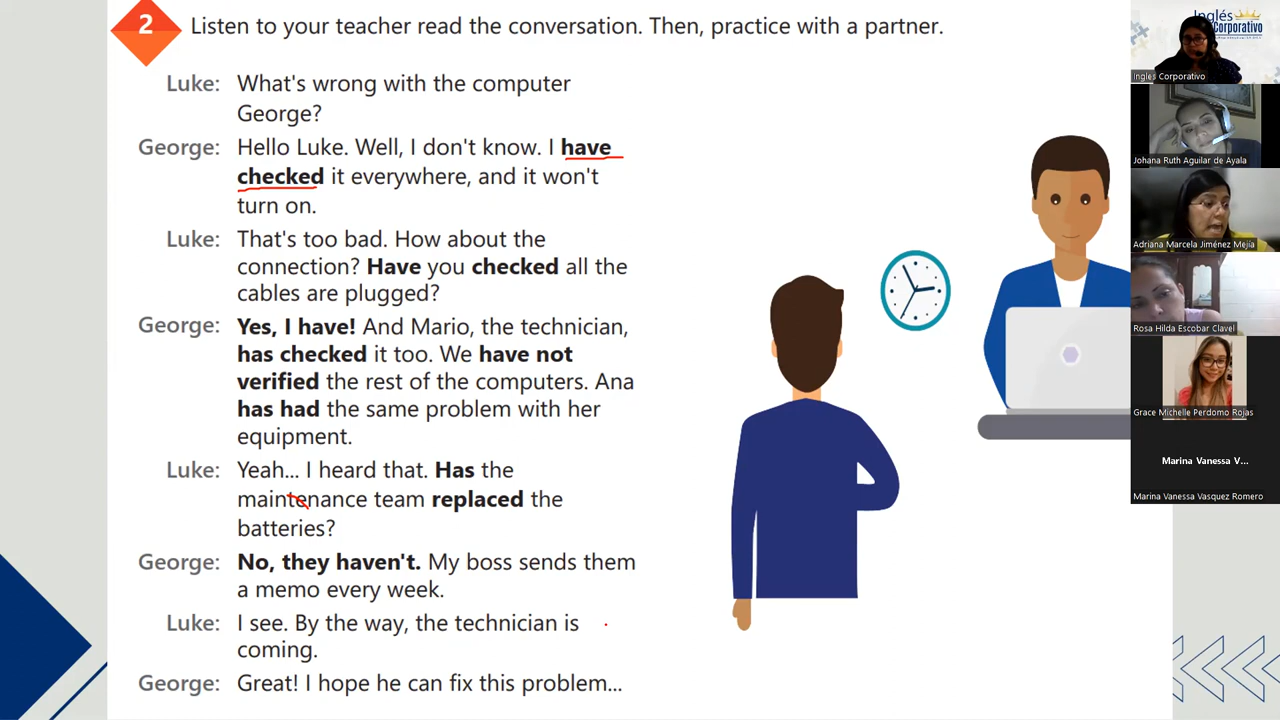 2 Listen to your teacher read the conversation. Then, practice with a partner.
Luke: What's wrong with the computer
George?
George: Hello Luke. Well, I don't know. I have
checked it everywhere, and it won't
turn on.
Luke: That's too bad. How about the
connection? Have you checked all the
cables are plugged?
George: Yes, I have! And Mario, the technician,
has checked it too. We have not
verified the rest of the computers. Ana
has had the same problem with her
equipment.
Luke: Yeah... I heard that. Has the
maintenance team replaced the
batteries?
George: No, they haven't. My boss sends them
a memo every week.
Luke: I see. By the way, the technician is
coming.
George: Great! I hope he can fix this problem...
Inglés
Corporativo
Ingles Corporativo
Johana Ruth Aguilar de Ayala
Adriana Marcela Jiménez Mejía
Rosa Hilda Escobar Clavel
Grace Michelle Perdomo Rojas
Marina Vanessa V...
Marina Vanessa Vasquez Romero